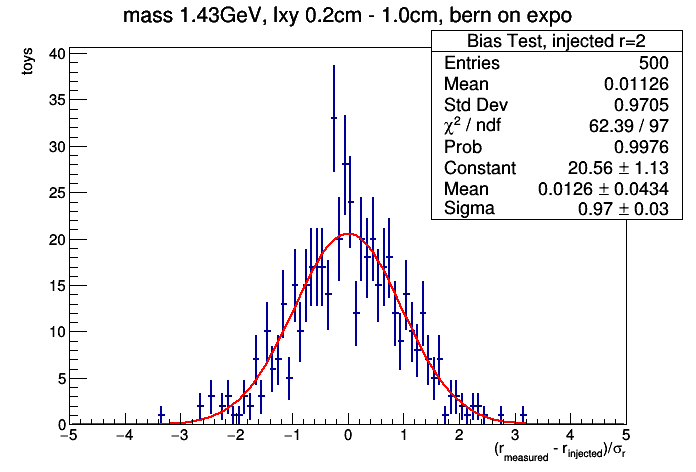 mass 1.43GeV, lxy 0.2cm - 1.0cm, bern on expo
toys
Bias Test, injected r=2
Entries 500
Mean 0.01126
Std Dev 0.9705
χ² / ndf 62.39 / 97
Prob 0.9976
Constant 20.56 ± 1.13
Mean 0.0126 ± 0.0434
Sigma 0.97 ± 0.03
40
35
30
25
20
15
10
5
0
−5 −4 −3 −2 −1 0 1 2 3 4 5
(r_measured - r_injected)/σ_r